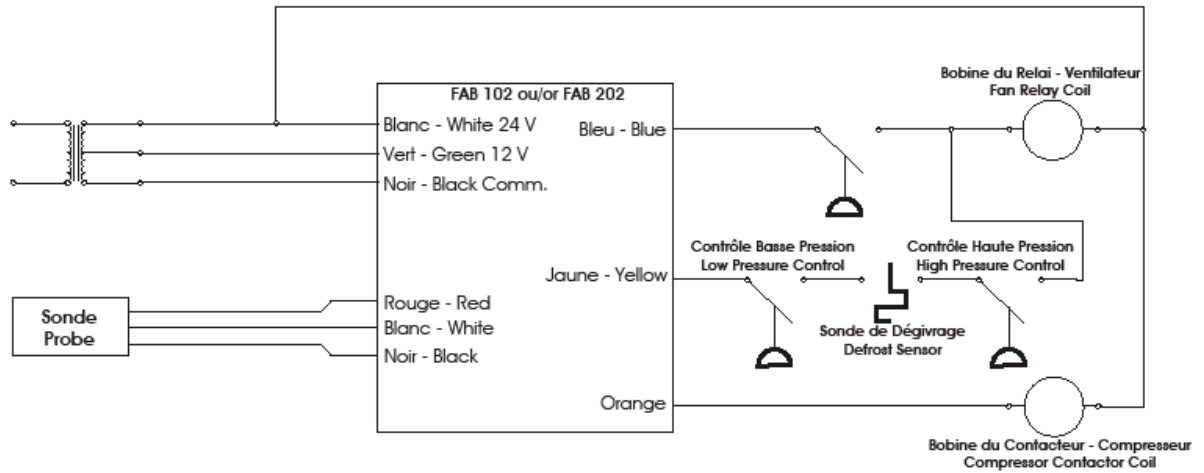 FAB 102 ou/or FAB 202
Blanc - White 24 V
Vert - Green 12 V
Noir - Black Comm.
Bleu - Blue
Bobine du Relai - Ventilateur
Fan Relay Coil
Contrôle Basse Pression
Low Pressure Control
Contrôle Haute Pression
High Pressure Control
Jaune - Yellow
Sonde de Dégivrage
Defrost Sensor
Sonde
Probe
Rouge - Red
Blanc - White
Noir - Black
Orange
Bobine du Contacteur - Compresseur
Compressor Contactor Coil